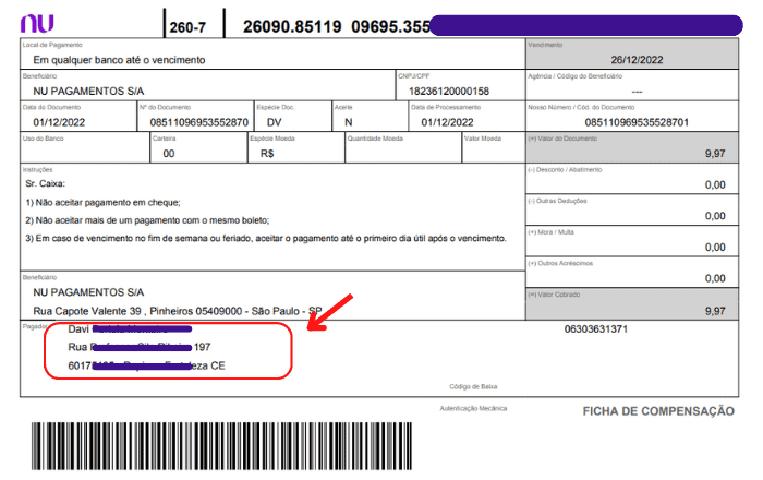 nu 260-7 26090.85119 09695.355
Local de Pagamento Vencimento
Em qualquer banco até o vencimento 26/12/2022
Beneficiário CNPJ/CPF Agência / Código do Beneficiário
NU PAGAMENTOS S/A 18236120000158 ---
Data do Documento Nº do Documento Espécie Doc. Aceite Data de Processamento Nosso Número / Cód. do Documento
01/12/2022 0851109695355287 0 DV N 01/12/2022 085110969535528701
Uso do Banco Carteira Espécie Moeda Quantidade Moeda Valor Moeda (=) Valor do Documento
00 R$ 9,97
Instruções (-) Desconto / Abatimento
Sr. Caixa: 0,00
1) Não aceitar pagamento em cheque; (-) Outras Deduções
2) Não aceitar mais de um pagamento com o mesmo boleto; 0,00
(+) Mora / Multa
3) Em caso de vencimento no fim de semana ou feriado, aceitar o pagamento até o primeiro dia útil após o vencimento. 0,00
(+) Outros Acréscimos
0,00
Beneficiário (=) Valor Cobrado
NU PAGAMENTOS S/A
Rua Capote Valente 39 , Pinheiros 05409000 - São Paulo - SP 9,97
Pagador Davi 06303631371
Rua 197
6017 eza CE
Código de Baixa
Autenticação Mecânica FICHA DE COMPENSAÇÃO